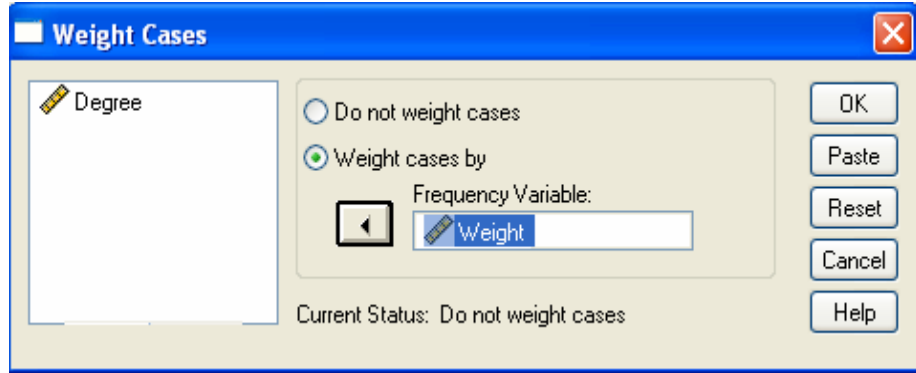 Weight Cases
Degree
Do not weight cases
Weight cases by
Frequency Variable:
Weight
Current Status: Do not weight cases
OK
Paste
Reset
Cancel
Help